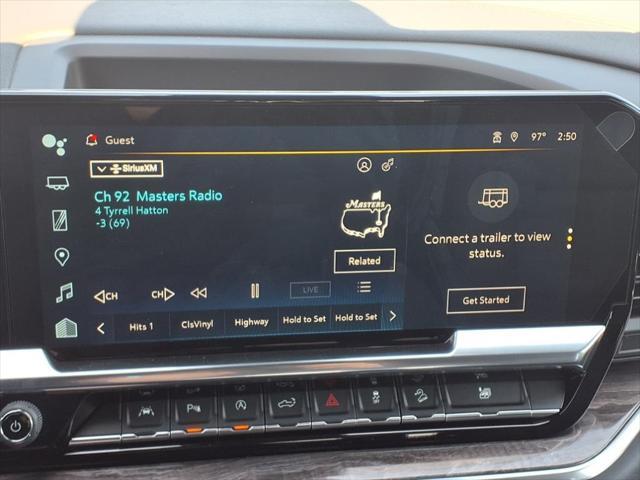 Guest
97° 2:50
SiriusXM
Ch 92 Masters Radio
4 Tyrrell Hatton
-3 (69)
MASTERS
Related
CH
CH
LIVE
Hits 1
ClsVinyl
Highway
Hold to Set
Hold to Set
Connect a trailer to view
status.
Get Started